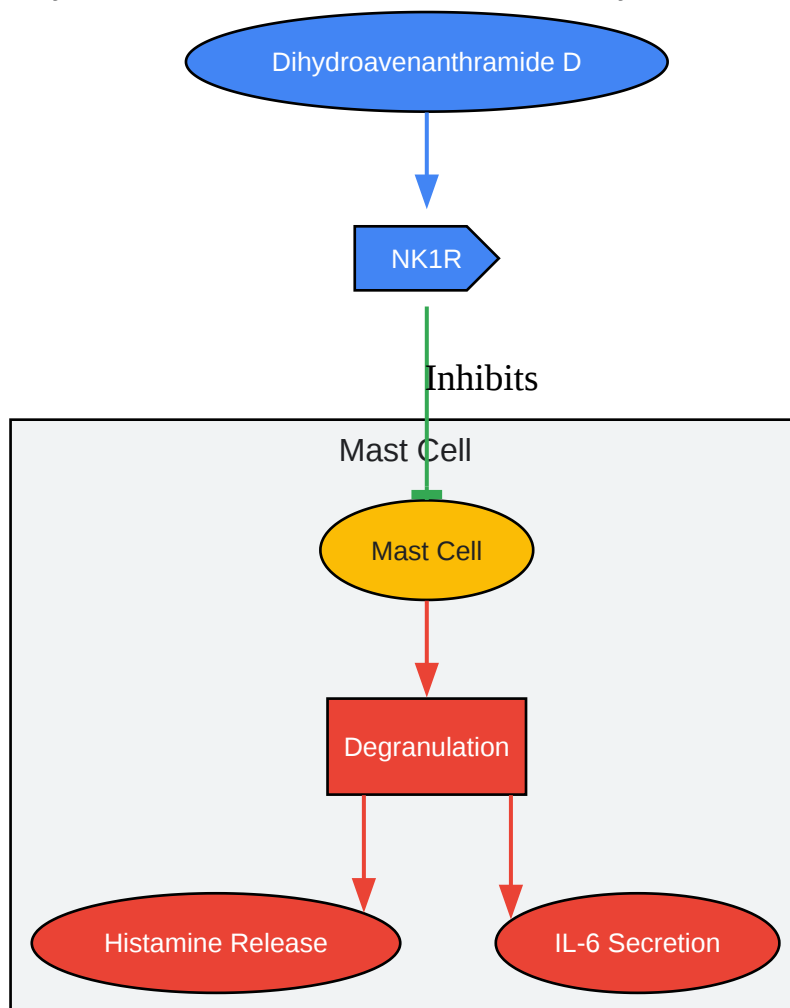 Dihydroavenanthramide D
NK1R
Inhibits
Mast Cell
Mast Cell
Degranulation
Histamine Release
IL-6 Secretion